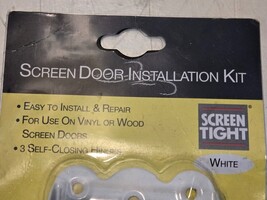 SCREEN DOOR INSTALLATION KIT
• EASY TO INSTALL & REPAIR
• FOR USE ON VINYL OR WOOD
SCREEN DOORS
• 3 SELF-CLOSING
SCREEN
TIGHT
WHITE